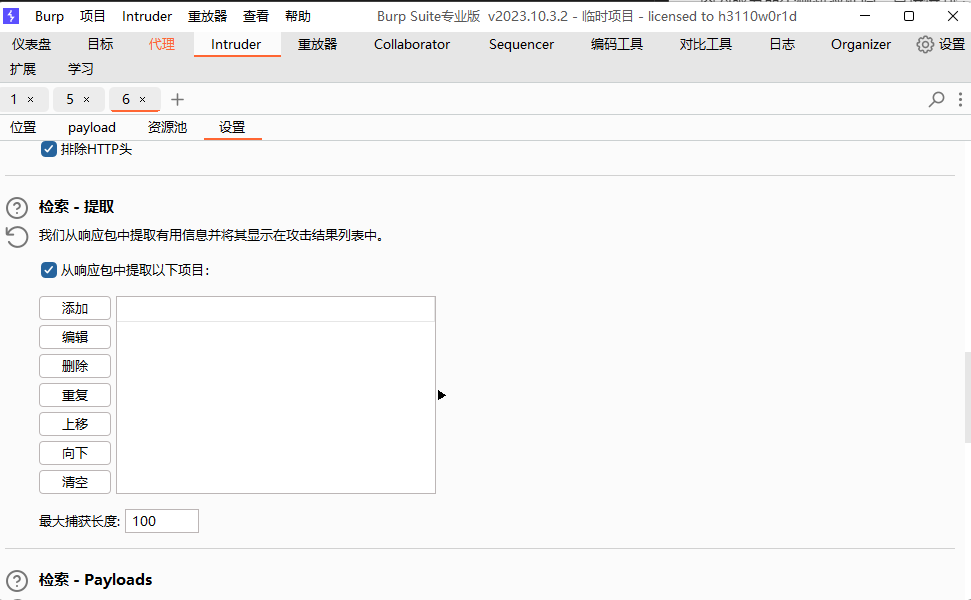 Burp 项目 Intruder 重放器 查看 帮助 Burp Suite专业版 v2023.10.3.2 - 临时项目 - licensed to h3110w0r1d
仪表盘 目标 代理 Intruder 重放器 Collaborator Sequencer 编码工具 对比工具 日志 Organizer 设置
扩展 学习
1 × 5 × 6 × +
位置 payload 资源池 设置
排除HTTP头
检索 - 提取
我们从响应包中提取有用信息并将其显示在攻击结果列表中。
从响应包中提取以下项目:
添加
编辑
删除
重复
上移
向下
清空
最大捕获长度: 100
检索 - Payloads